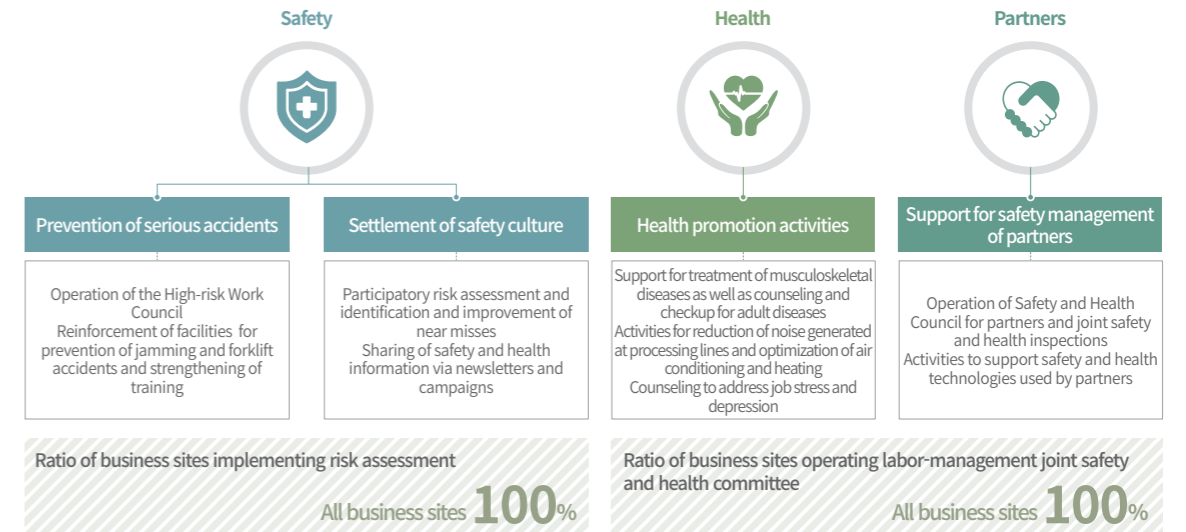 Safety
Health
Partners
Prevention of serious accidents
Settlement of safety culture
Health promotion activities
Support for safety management
of partners
Operation of the High-risk Work
Council
Reinforcement of facilities for
prevention of jamming and forklift
accidents and strengthening of
training
Participatory risk assessment and
identification and improvement of
near misses
Sharing of safety and health
information via newsletters and
campaigns
Support for treatment of musculoskeletal
diseases as well as counseling and
checkup for adult diseases
Activities for reduction of noise generated
at processing lines and optimization of air
conditioning and heating
Counseling to address job stress and
depression
Operation of Safety and Health
Council for partners and joint safety
and health inspections
Activities to support safety and health
technologies used by partners
Ratio of business sites implementing risk assessment
All business sites 100%
Ratio of business sites operating labor-management joint safety
and health committee
All business sites 100%